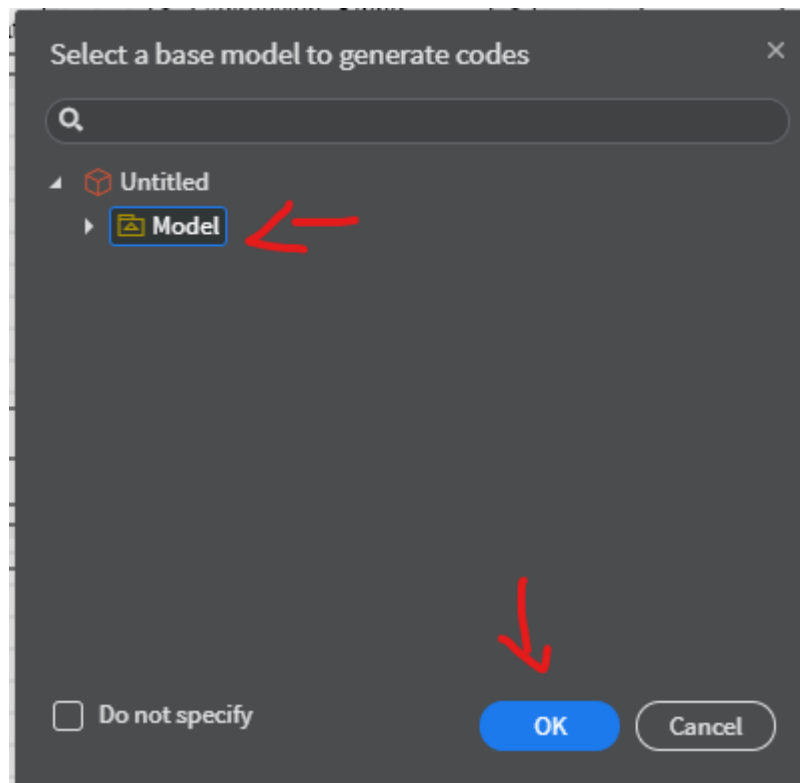 Select a base model to generate codes
Untitled
Model
Do not specify
OK
Cancel